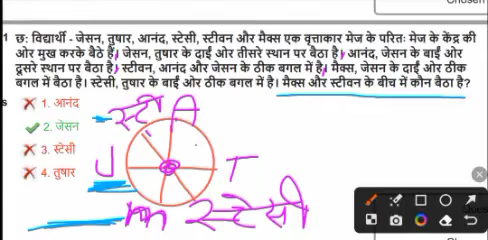 1 छ: विद्यार्थी - जेसन, तुषार, आनंद, स्टेसी, स्टीवन और मैक्स एक वृत्ताकार मेज के परितः मेज के केंद्र की
ओर मुख करके बैठे हैं। जेसन, तुषार के दाईं ओर तीसरे स्थान पर बैठा है। आनंद, जेसन के बाईं ओर
दूसरे स्थान पर बैठा है। स्टीवन, आनंद और जेसन के ठीक बगल में है। मैक्स, जेसन के दाईं ओर ठीक
बगल में बैठा है। स्टेसी, तुषार के बाईं ओर ठीक बगल में है। मैक्स और स्टीवन के बीच में कौन बैठा है?
1. आनंद
2. जेसन
3. स्टेसी
4. तुषार
स्टी A
J T
m स्टेसी